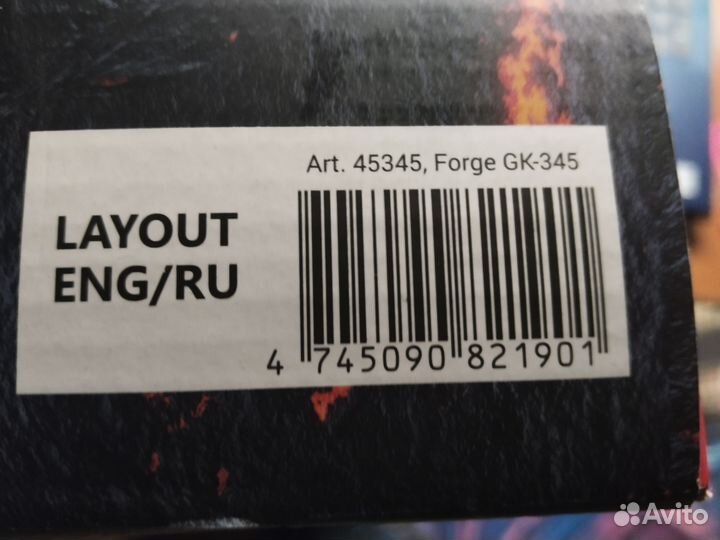 Art. 45345, Forge GK-345
LAYOUT
ENG/RU
4 745090 821901
Avito